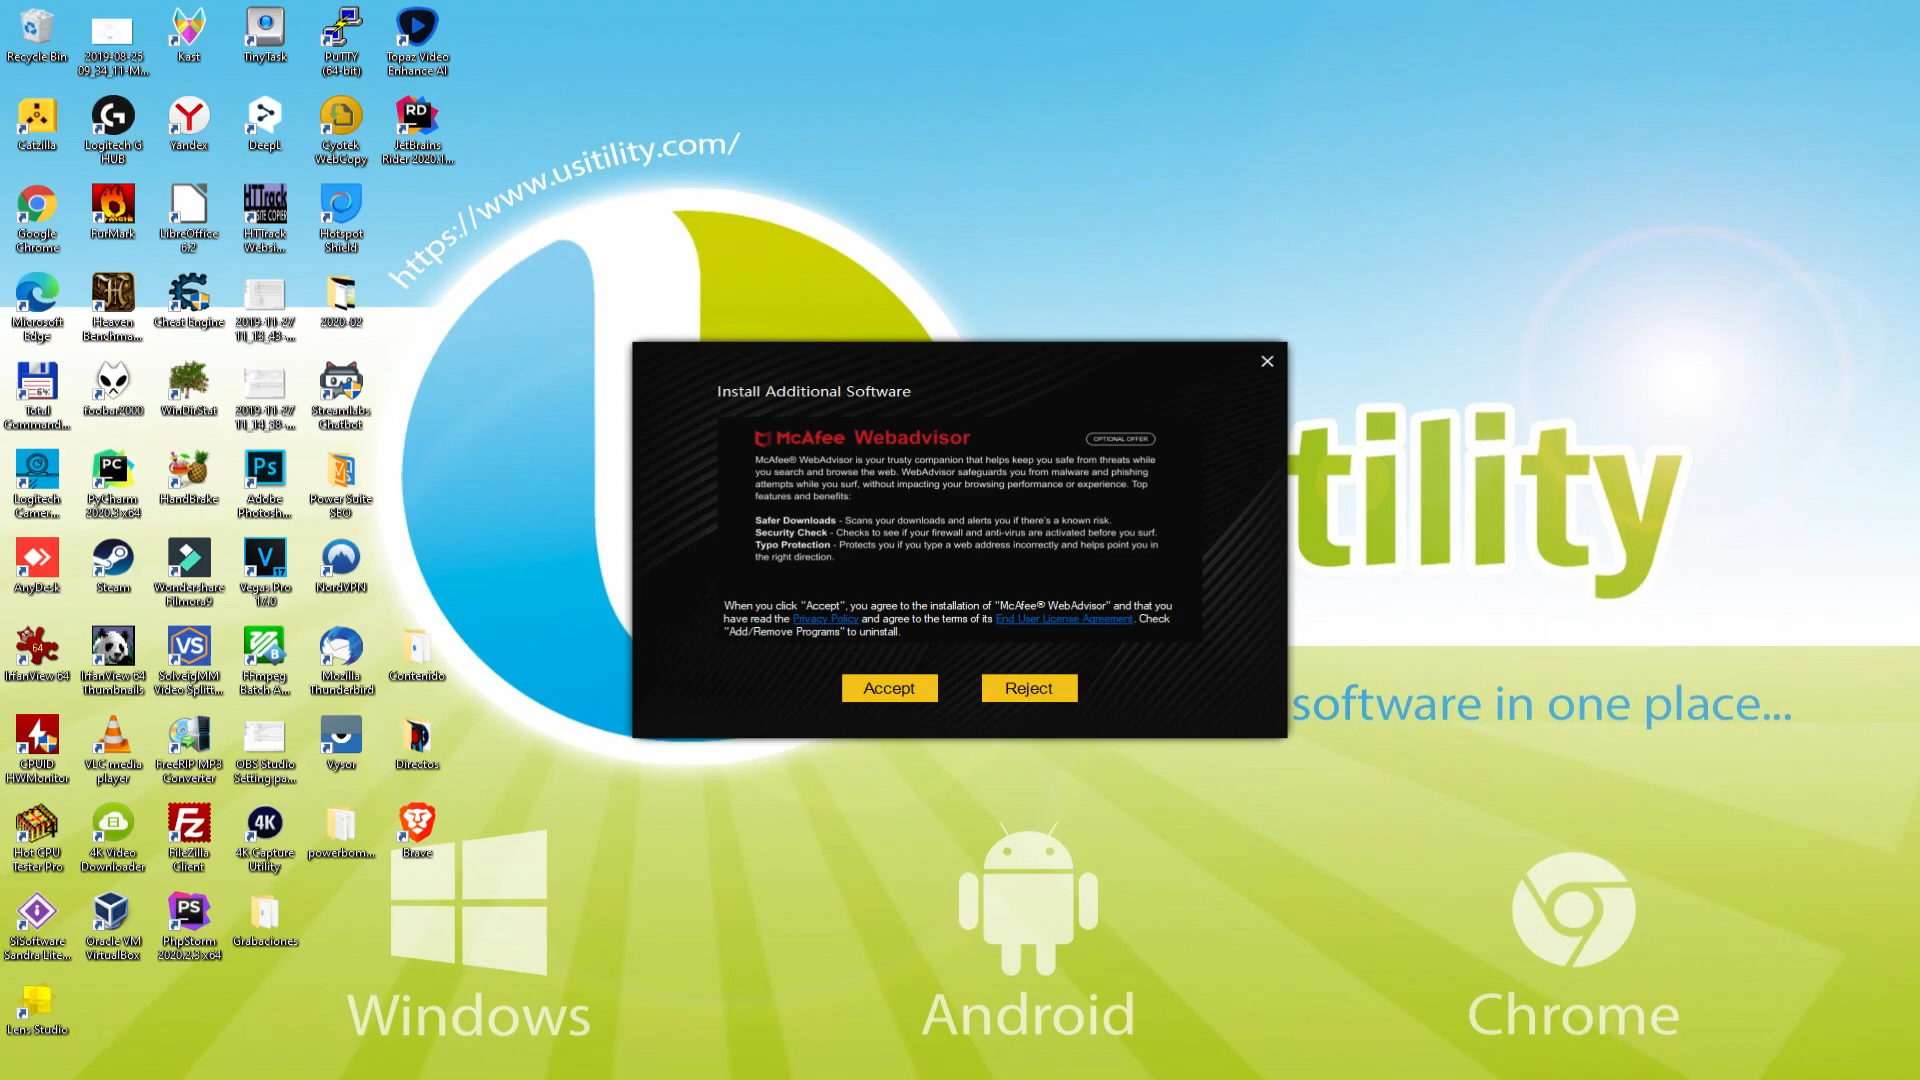 Recycle Bin
2019-08-25
09_34_11-M...
Kast
TinyTask
PuTTY
(64-bit)
Topaz Video
Enhance AI
Catzilla
Logitech G
HUB
Yandex
DeepL
Cyotek
WebCopy
RD
JetBrains
Rider 2020.1...
https://www.usitility.com/
Google
Chrome
FurMark
LibreOffice
6.2
HTTrack
SITE COPIER
HTTrack
Websi...
Hotspot
Shield
Microsoft
Edge
Heaven
Benchma...
Cheat Engine
2019-11-27
11_13_43-...
2020-02
64
Total
Command...
foobar2000
WinDirStat
2019-11-27
11_14_38-...
Streamlabs
Chatbot
Logitech
Camer...
PC
PyCharm
2020.3 x64
HandBrake
Ps
Adobe
Photosh...
Power Suite
SEO
AnyDesk
Steam
Wondershare
Filmora9
V
17
Vegas Pro
17.0
NordVPN
64
IrfanView 64
IrfanView 64
Thumbnails
VS
SolveigMM
Video Splitt...
B
FFmpeg
Batch A...
Mozilla
Thunderbird
Contenido
CPUID
HWMonitor
VLC media
player
FreeRIP MP3
Converter
OBS Studio
Setting pa...
Vysor
Directos
Hot CPU
Tester Pro
4K Video
Downloader
Fz
FileZilla
Client
4K
4K Capture
Utility
powerbom...
Brave
SiSoftware
Sandra Lite...
Oracle VM
VirtualBox
PS
PhpStorm
2020.2.3 x64
Grabaciones
Lens Studio
Install Additional Software
McAfee Webadvisor
OPTIONAL OFFER
McAfee® WebAdvisor is your trusty companion that helps keep you safe from threats while
you search and browse the web. WebAdvisor safeguards you from malware and phishing
attempts while you surf, without impacting your browsing performance or experience. Top
features and benefits:
Safer Downloads - Scans your downloads and alerts you if there's a known risk.
Security Check - Checks to see if your firewall and anti-virus are activated before you surf.
Typo Protection - Protects you if you type a web address incorrectly and helps point you in
the right direction.
When you click "Accept", you agree to the installation of "McAfee® WebAdvisor" and that you
have read the Privacy Policy and agree to the terms of its End User License Agreement. Check
"Add/Remove Programs" to uninstall.
Accept
Reject
tility
software in one place...
Windows
Android
Chrome